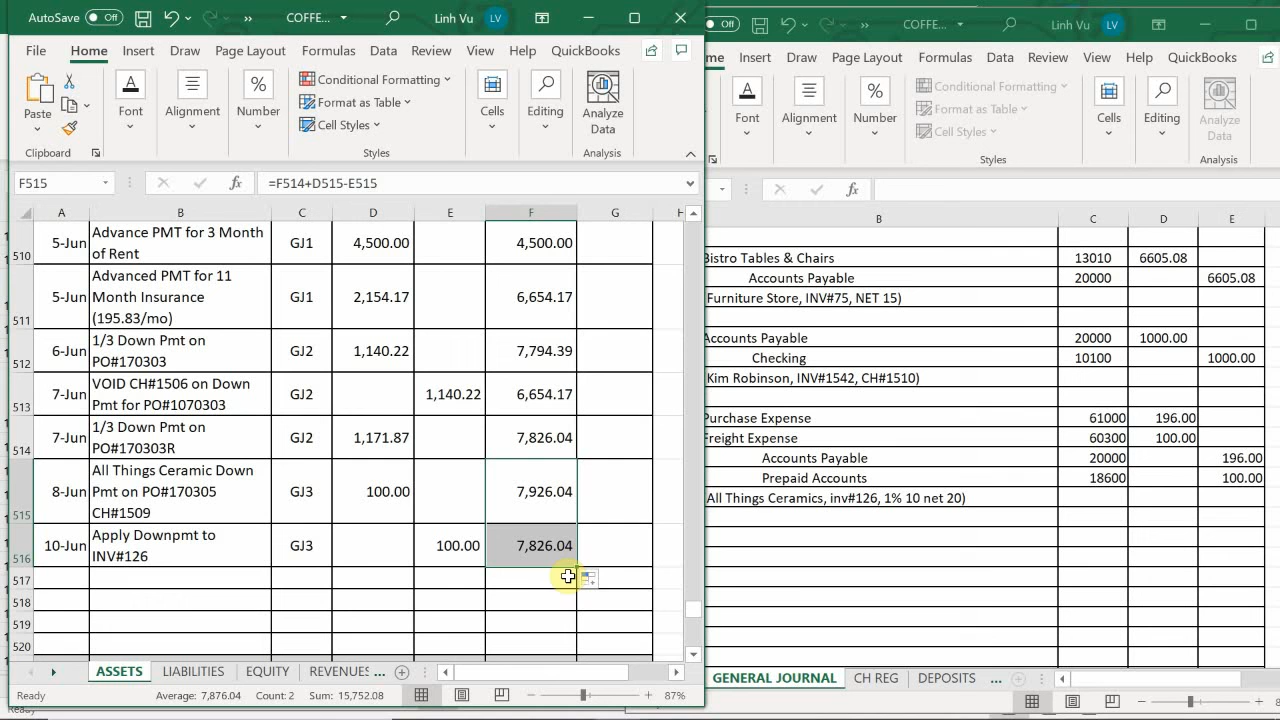 AutoSave Off COFFE... Linh Vu LV
File Home Insert Draw Page Layout Formulas Data Review View Help QuickBooks
Paste
Clipboard
Font
Alignment
%
Number
Conditional Formatting
Format as Table
Cell Styles
Styles
Cells
Editing
Analyze
Data
Analysis
F515 fx =F514+D515-E515
A B C D E F G H
510 5-Jun Advance PMT for 3 Month
of Rent GJ1 4,500.00 4,500.00
511 5-Jun Advanced PMT for 11
Month Insurance
(195.83/mo) GJ1 2,154.17 6,654.17
512 6-Jun 1/3 Down Pmt on
PO#170303 GJ2 1,140.22 7,794.39
513 7-Jun VOID CH#1506 on Down
Pmt for PO#1070303 GJ2 1,140.22 6,654.17
514 7-Jun 1/3 Down Pmt on
PO#170303R GJ2 1,171.87 7,826.04
515 8-Jun All Things Ceramic Down
Pmt on PO#170305
CH#1509 GJ3 100.00 7,926.04
516 10-Jun Apply Downpmt to
INV#126 GJ3 100.00 7,826.04
517
518
519
520
ASSETS LIABILITIES EQUITY REVENUES ...
Ready Average: 7,876.04 Count: 2 Sum: 15,752.08 87%
Off COFFE... Linh Vu LV
me Insert Draw Page Layout Formulas Data Review View Help QuickBooks
Font
Alignment
%
Number
Conditional Formatting
Format as Table
Cell Styles
Styles
Cells
Editing
Analyze
Data
Analysis
fx
B C D E
Bistro Tables & Chairs 13010 6605.08
Accounts Payable 20000 6605.08
Furniture Store, INV#75, NET 15)
Accounts Payable 20000 1000.00
Checking 10100 1000.00
Kim Robinson, INV#1542, CH#1510)
Purchase Expense 61000 196.00
Freight Expense 60300 100.00
Accounts Payable 20000 196.00
Prepaid Accounts 18600 100.00
All Things Ceramics, inv#126, 1% 10 net 20)
GENERAL JOURNAL CH REG DEPOSITS ...